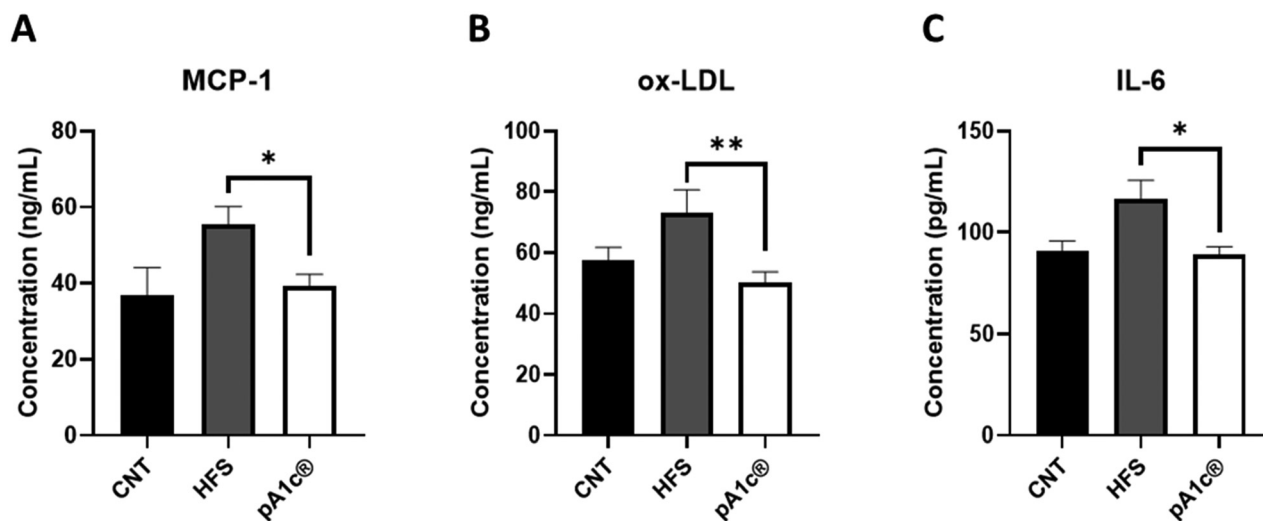 A
MCP-1
Concentration (ng/mL)
80
60
40
20
0
*
CNT
HFS
pA1c®
B
ox-LDL
Concentration (ng/mL)
100
80
60
40
20
0
**
CNT
HFS
pA1c®
C
IL-6
Concentration (pg/mL)
150
100
50
0
*
CNT
HFS
pA1c®